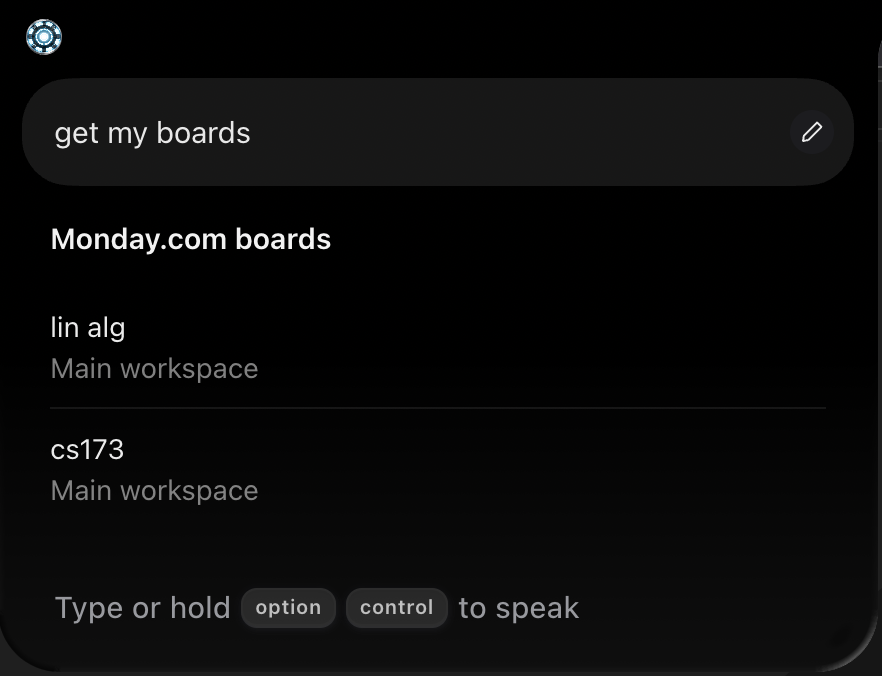 get my boards
Monday.com boards
lin alg
Main workspace
cs173
Main workspace
Type or hold option control to speak